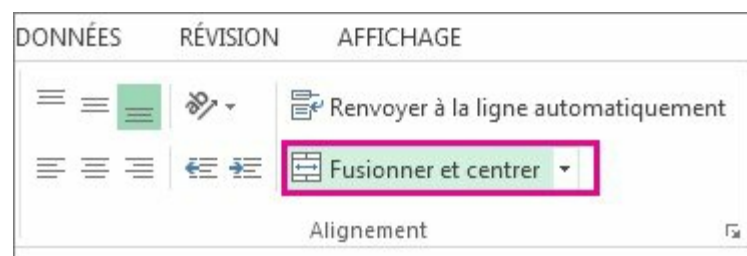 DONNÉES RÉVISION AFFICHAGE
Renvoyer à la ligne automatiquement
Fusionner et centrer
Alignement